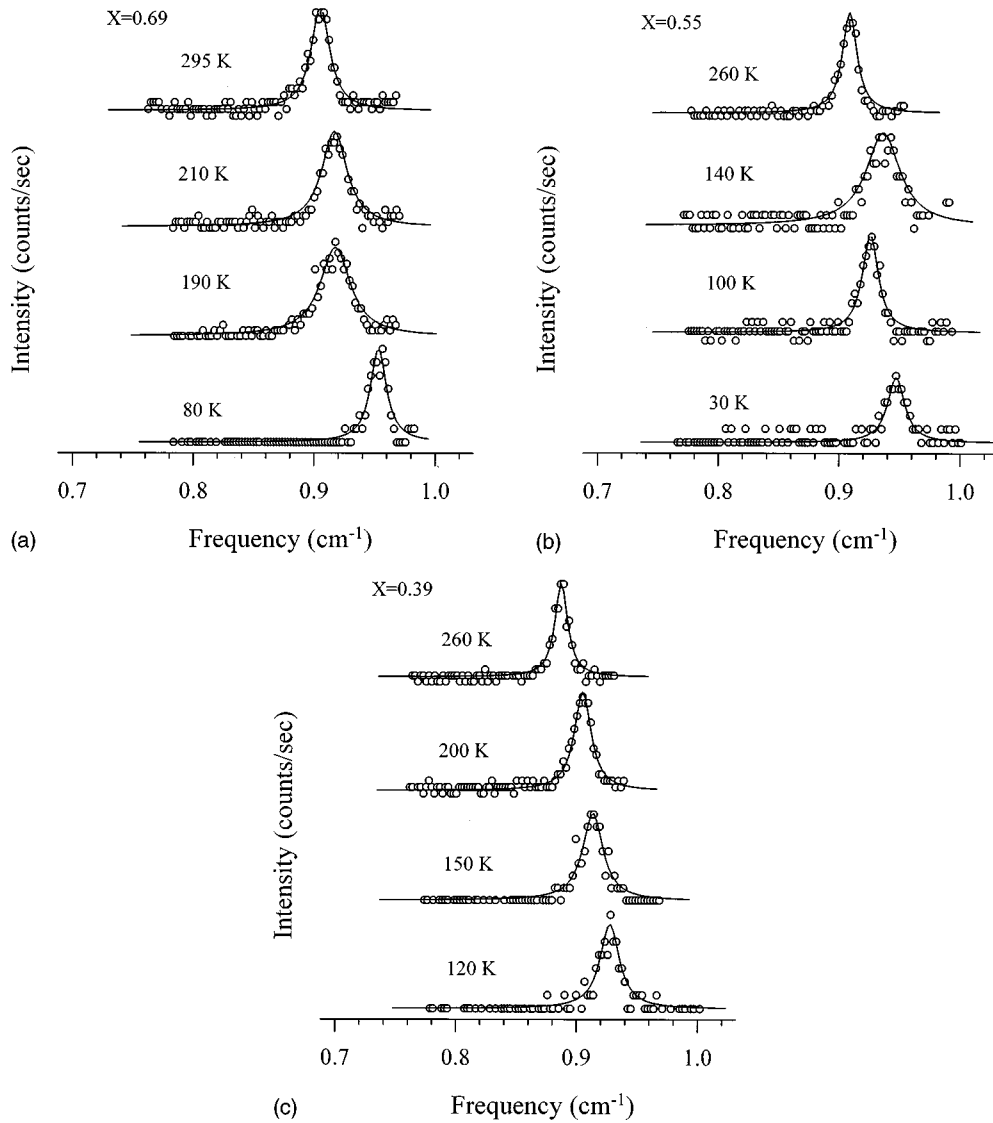 X=0.69
295 K
210 K
190 K
80 K
Intensity (counts/sec)
0.7 0.8 0.9 1.0
Frequency (cm-1)
(a)
X=0.55
260 K
140 K
100 K
30 K
Intensity (counts/sec)
0.7 0.8 0.9 1.0
Frequency (cm-1)
(b)
X=0.39
260 K
200 K
150 K
120 K
Intensity (counts/sec)
0.7 0.8 0.9 1.0
Frequency (cm-1)
(c)